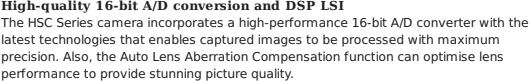 High-quality 16-bit A/D conversion and DSP LSI
The HSC Series camera incorporates a high-performance 16-bit A/D converter with the
latest technologies that enables captured images to be processed with maximum
precision. Also, the Auto Lens Aberration Compensation function can optimise lens
performance to provide stunning picture quality.